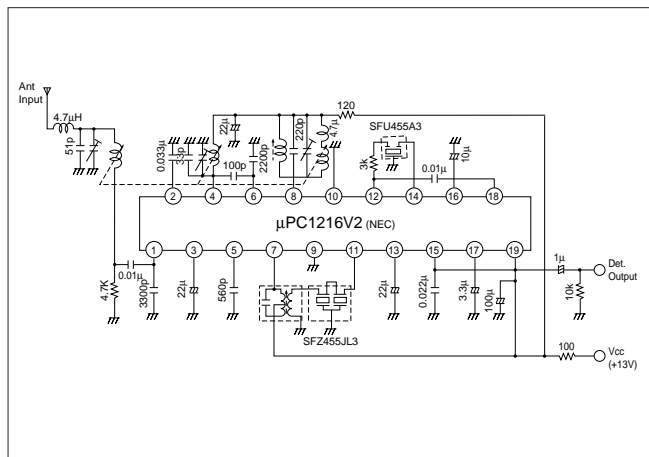 Ant
Input
4.7μH
51p
0.033μ
33p
22μ
100p
2200p
220p
4.7μ
120
SFU455A3
3k
0.01μ
10μ
2
4
6
8
10
12
14
16
18
μPC1216V2 (NEC)
1
3
5
7
9
11
13
15
17
19
4.7K
0.01μ
3300p
22μ
560p
SFZ455JL3
22μ
0.022μ
3.3μ
100μ
1μ
10k
Det.
Output
100
Vcc
(+13V)